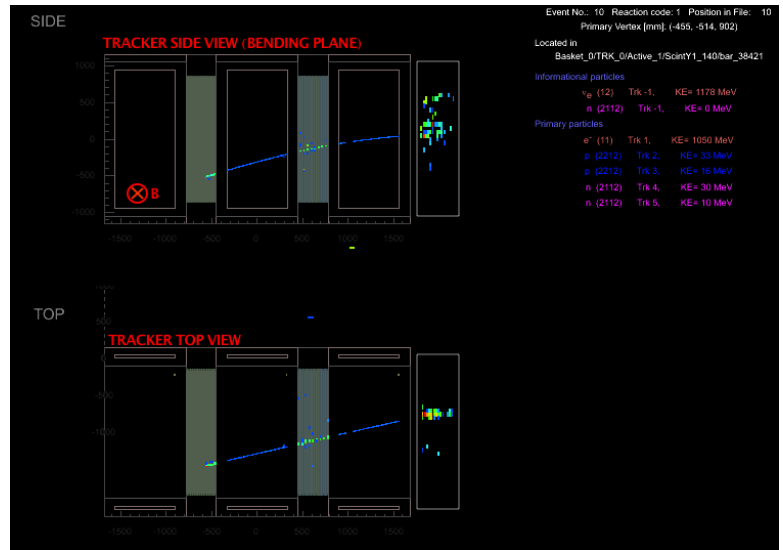 SIDE
TRACKER SIDE VIEW (BENDING PLANE)
1000
500
0
-500
-1000
B
-1500 -1000 -500 0 500 1000 1500
TOP
1000
500
TRACKER TOP VIEW
0
-500
-1000
-1500 -1000 -500 0 500 1000 1500
Event No.: 10 Reaction code: 1 Position in File: 10
Primary Vertex [mm]: (-455, -514, 902)
Located in
Basket_0/TRK_0/Active_1/ScintY1_140/bar_38421
Informational particles
νe (12) Trk -1, KE= 1178 MeV
n (2112) Trk -1, KE= 0 MeV
Primary particles
e- (11) Trk 1, KE= 1050 MeV
p (2212) Trk 2, KE= 33 MeV
p (2212) Trk 3, KE= 16 MeV
n (2112) Trk 4, KE= 30 MeV
n (2112) Trk 5, KE= 10 MeV